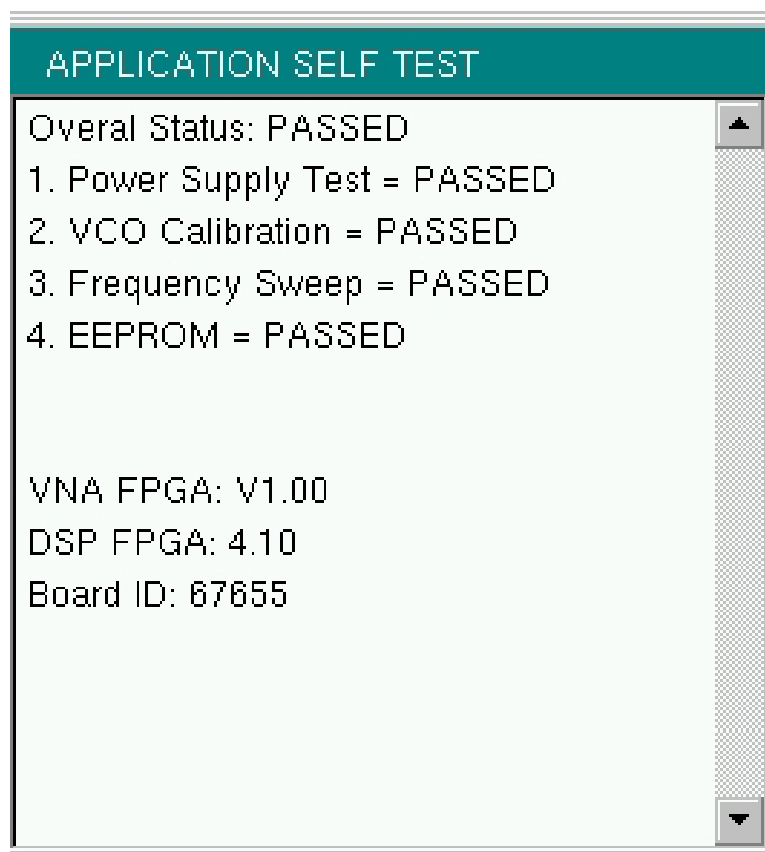 APPLICATION SELF TEST
Overal Status: PASSED
1. Power Supply Test = PASSED
2. VCO Calibration = PASSED
3. Frequency Sweep = PASSED
4. EEPROM = PASSED
VNA FPGA: V1.00
DSP FPGA: 4.10
Board ID: 67655